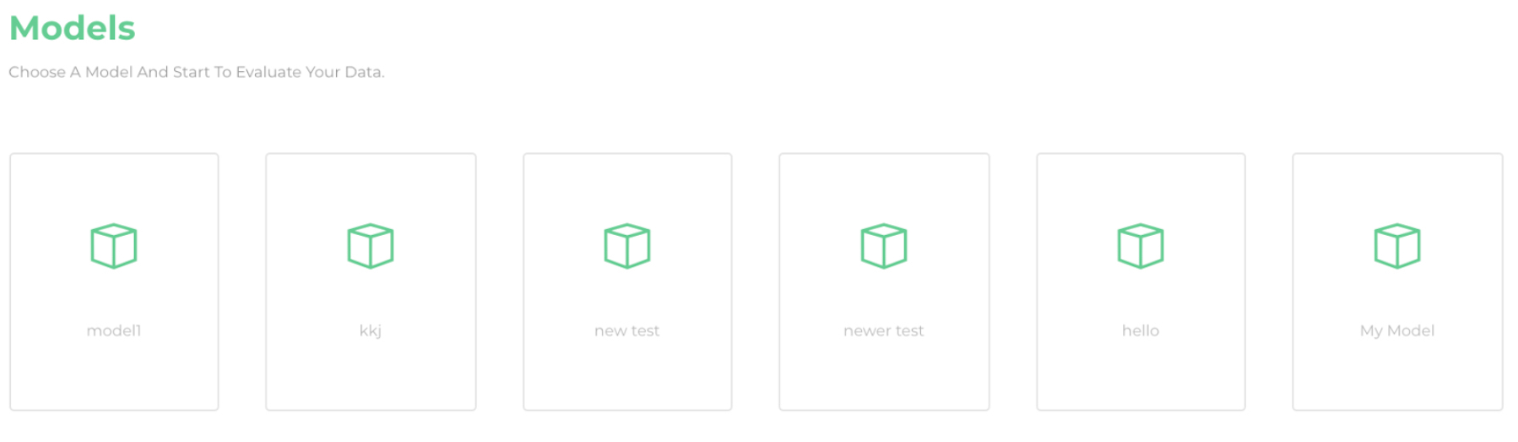 Models
Choose A Model And Start To Evaluate Your Data.
model1
kkj
new test
newer test
hello
My Model